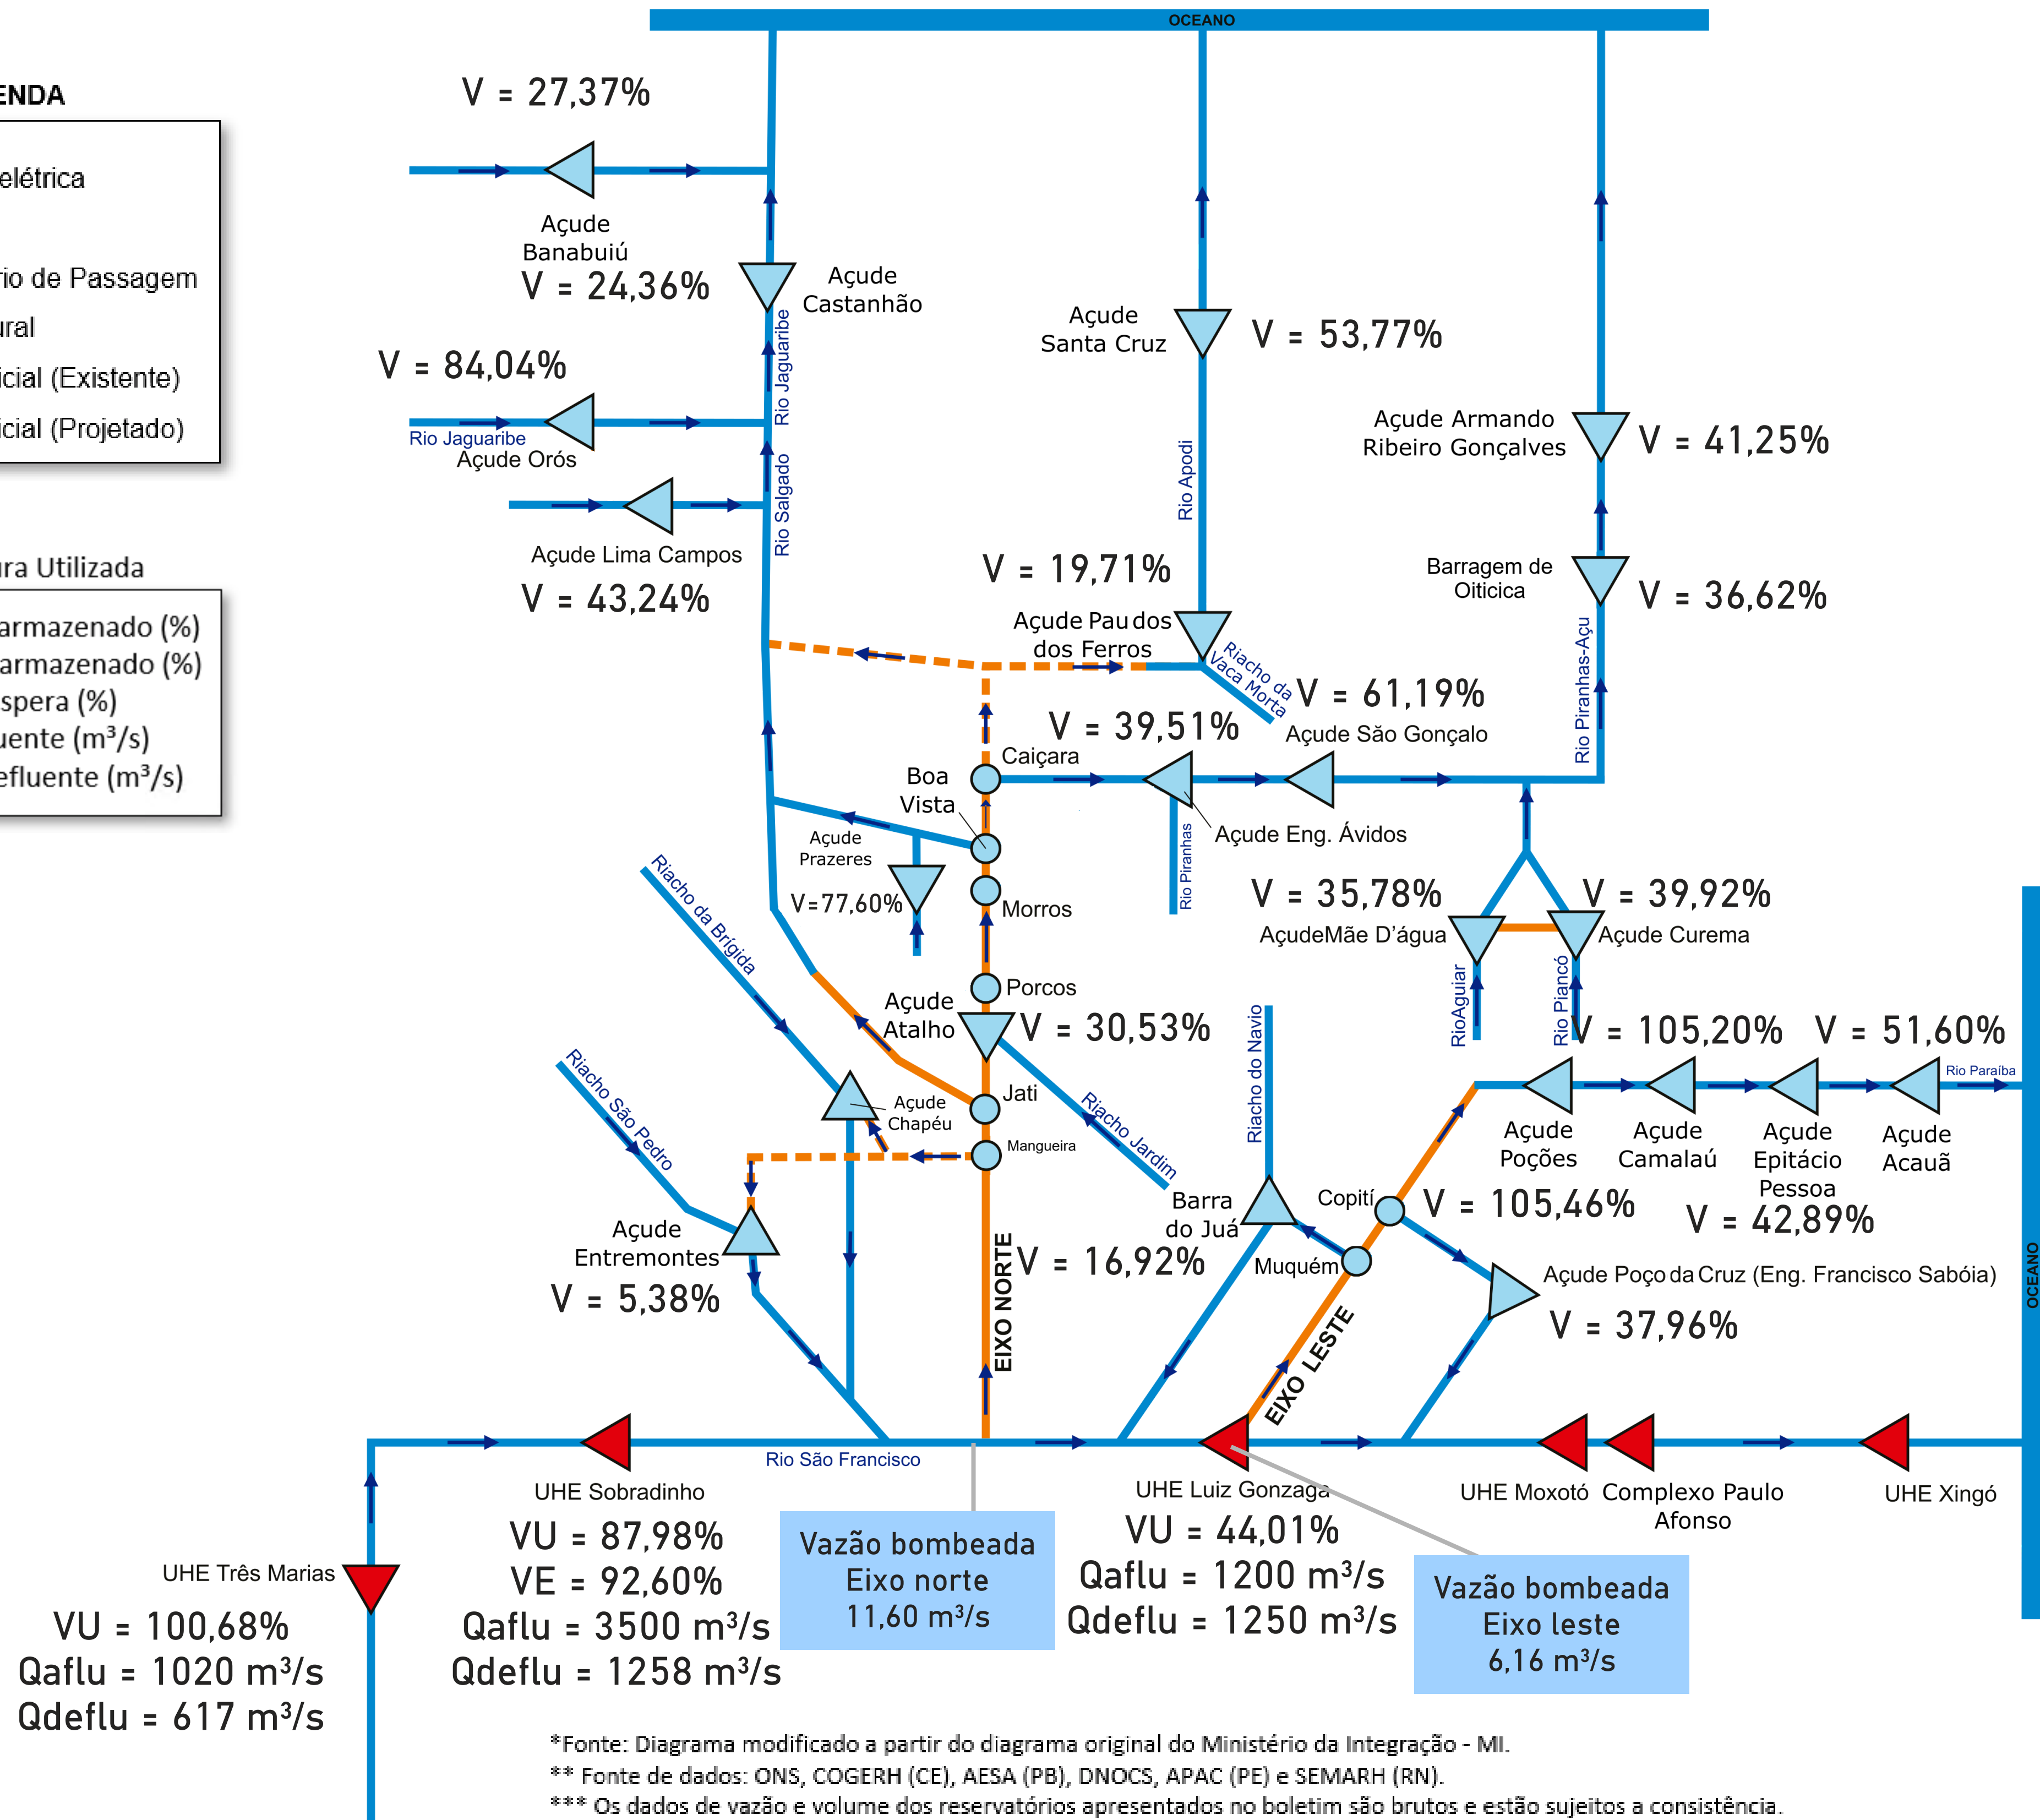 OCEANO
ENDA
elétrica
rio de Passagem
ural
icial (Existente)
icial (Projetado)
ura Utilizada
armazenado (%)
armazenado (%)
spera (%)
uente (m³/s)
efluente (m³/s)
V = 27,37%
Açude
Banabuiú
V = 24,36%
Açude
Castanhão
Rio Jaguaribe
V = 84,04%
Rio Jaguaribe
Açude Orós
Rio Salgado
Açude Lima Campos
V = 43,24%
Açude
Santa Cruz
V = 53,77%
Rio Apodi
Açude Armando
Ribeiro Gonçalves
V = 41,25%
V = 19,71%
Açude Pau dos
dos Ferros
Riacho da
Vaca Morta
Barragem de
Oiticica
V = 36,62%
Rio Piranhas-Açu
V = 61,19%
Açude São Gonçalo
V = 39,51%
Caiçara
Boa
Vista
Açude Eng. Ávidos
Rio Piranhas
Açude
Prazeres
V=77,60%
Morros
Porcos
Riacho da Brígida
Açude
Atalho
V = 30,53%
V = 35,78%
AçudeMãe D'água
V = 39,92%
Açude Curema
RioAguiar
Rio Piancó
Riacho São Pedro
Açude
Chapéu
Jati
Mangueira
Riacho Jardim
Riacho do Navio
V = 105,20%
V = 51,60%
Rio Paraíba
Açude
Poções
Açude
Camalaú
Açude
Epitácio
Pessoa
Açude
Acauã
V = 105,46%
V = 42,89%
Açude
Entremontes
V = 5,38%
EIXO NORTE
V = 16,92%
Barra
do Juá
Copití
Muquém
EIXO LESTE
Açude Poço da Cruz (Eng. Francisco Sabóia)
V = 37,96%
OCEANO
Rio São Francisco
UHE Sobradinho
VU = 87,98%
VE = 92,60%
Qaflu = 3500 m³/s
Qdeflu = 1258 m³/s
Vazão bombeada
Eixo norte
11,60 m³/s
UHE Luiz Gonzaga
VU = 44,01%
Qaflu = 1200 m³/s
Qdeflu = 1250 m³/s
Vazão bombeada
Eixo leste
6,16 m³/s
UHE Moxotó
Complexo Paulo
Afonso
UHE Xingó
UHE Três Marias
VU = 100,68%
Qaflu = 1020 m³/s
Qdeflu = 617 m³/s
*Fonte: Diagrama modificado a partir do diagrama original do Ministério da Integração - MI.
** Fonte de dados: ONS, COGERH (CE), AESA (PB), DNOCS, APAC (PE) e SEMARH (RN).
*** Os dados de vazão e volume dos reservatórios apresentados no boletim são brutos e estão sujeitos a consistência.